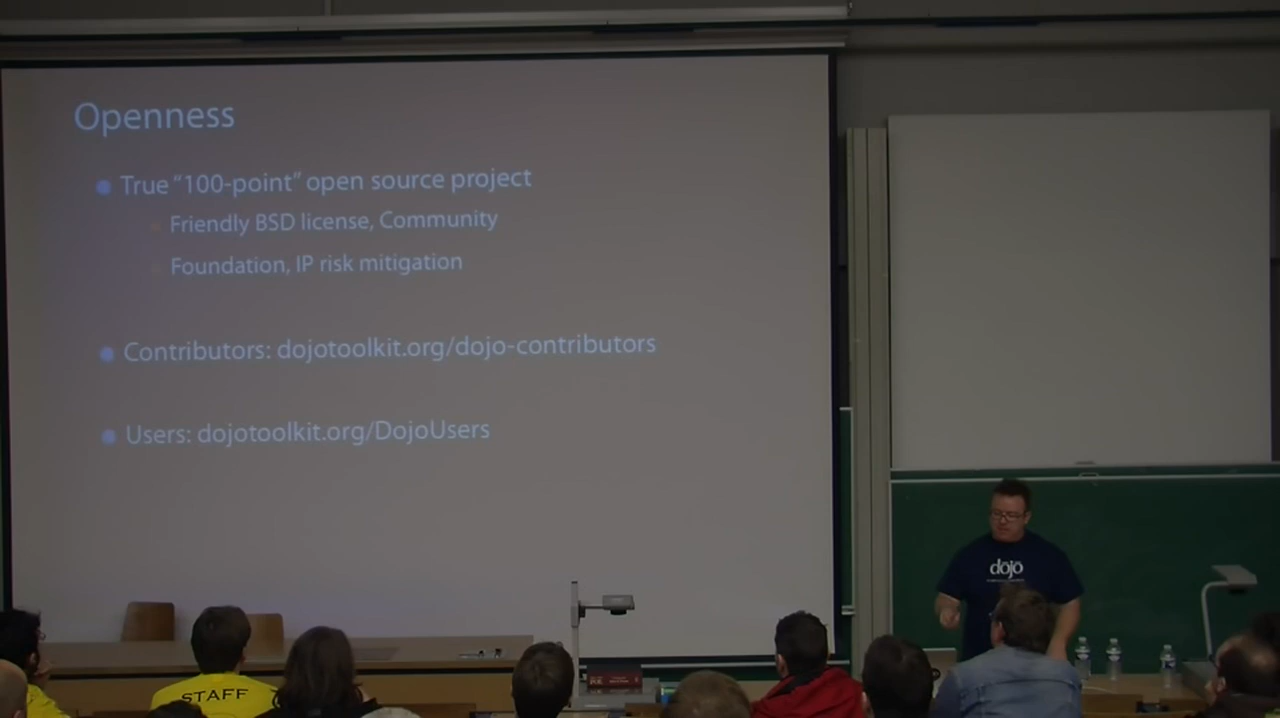 Openness
True “100-point” open source project
Friendly BSD license, Community
Foundation, IP risk mitigation
Contributors: dojotoolkit.org/dojo-contributors
Users: dojotoolkit.org/DojoUsers
dojo
STAFF